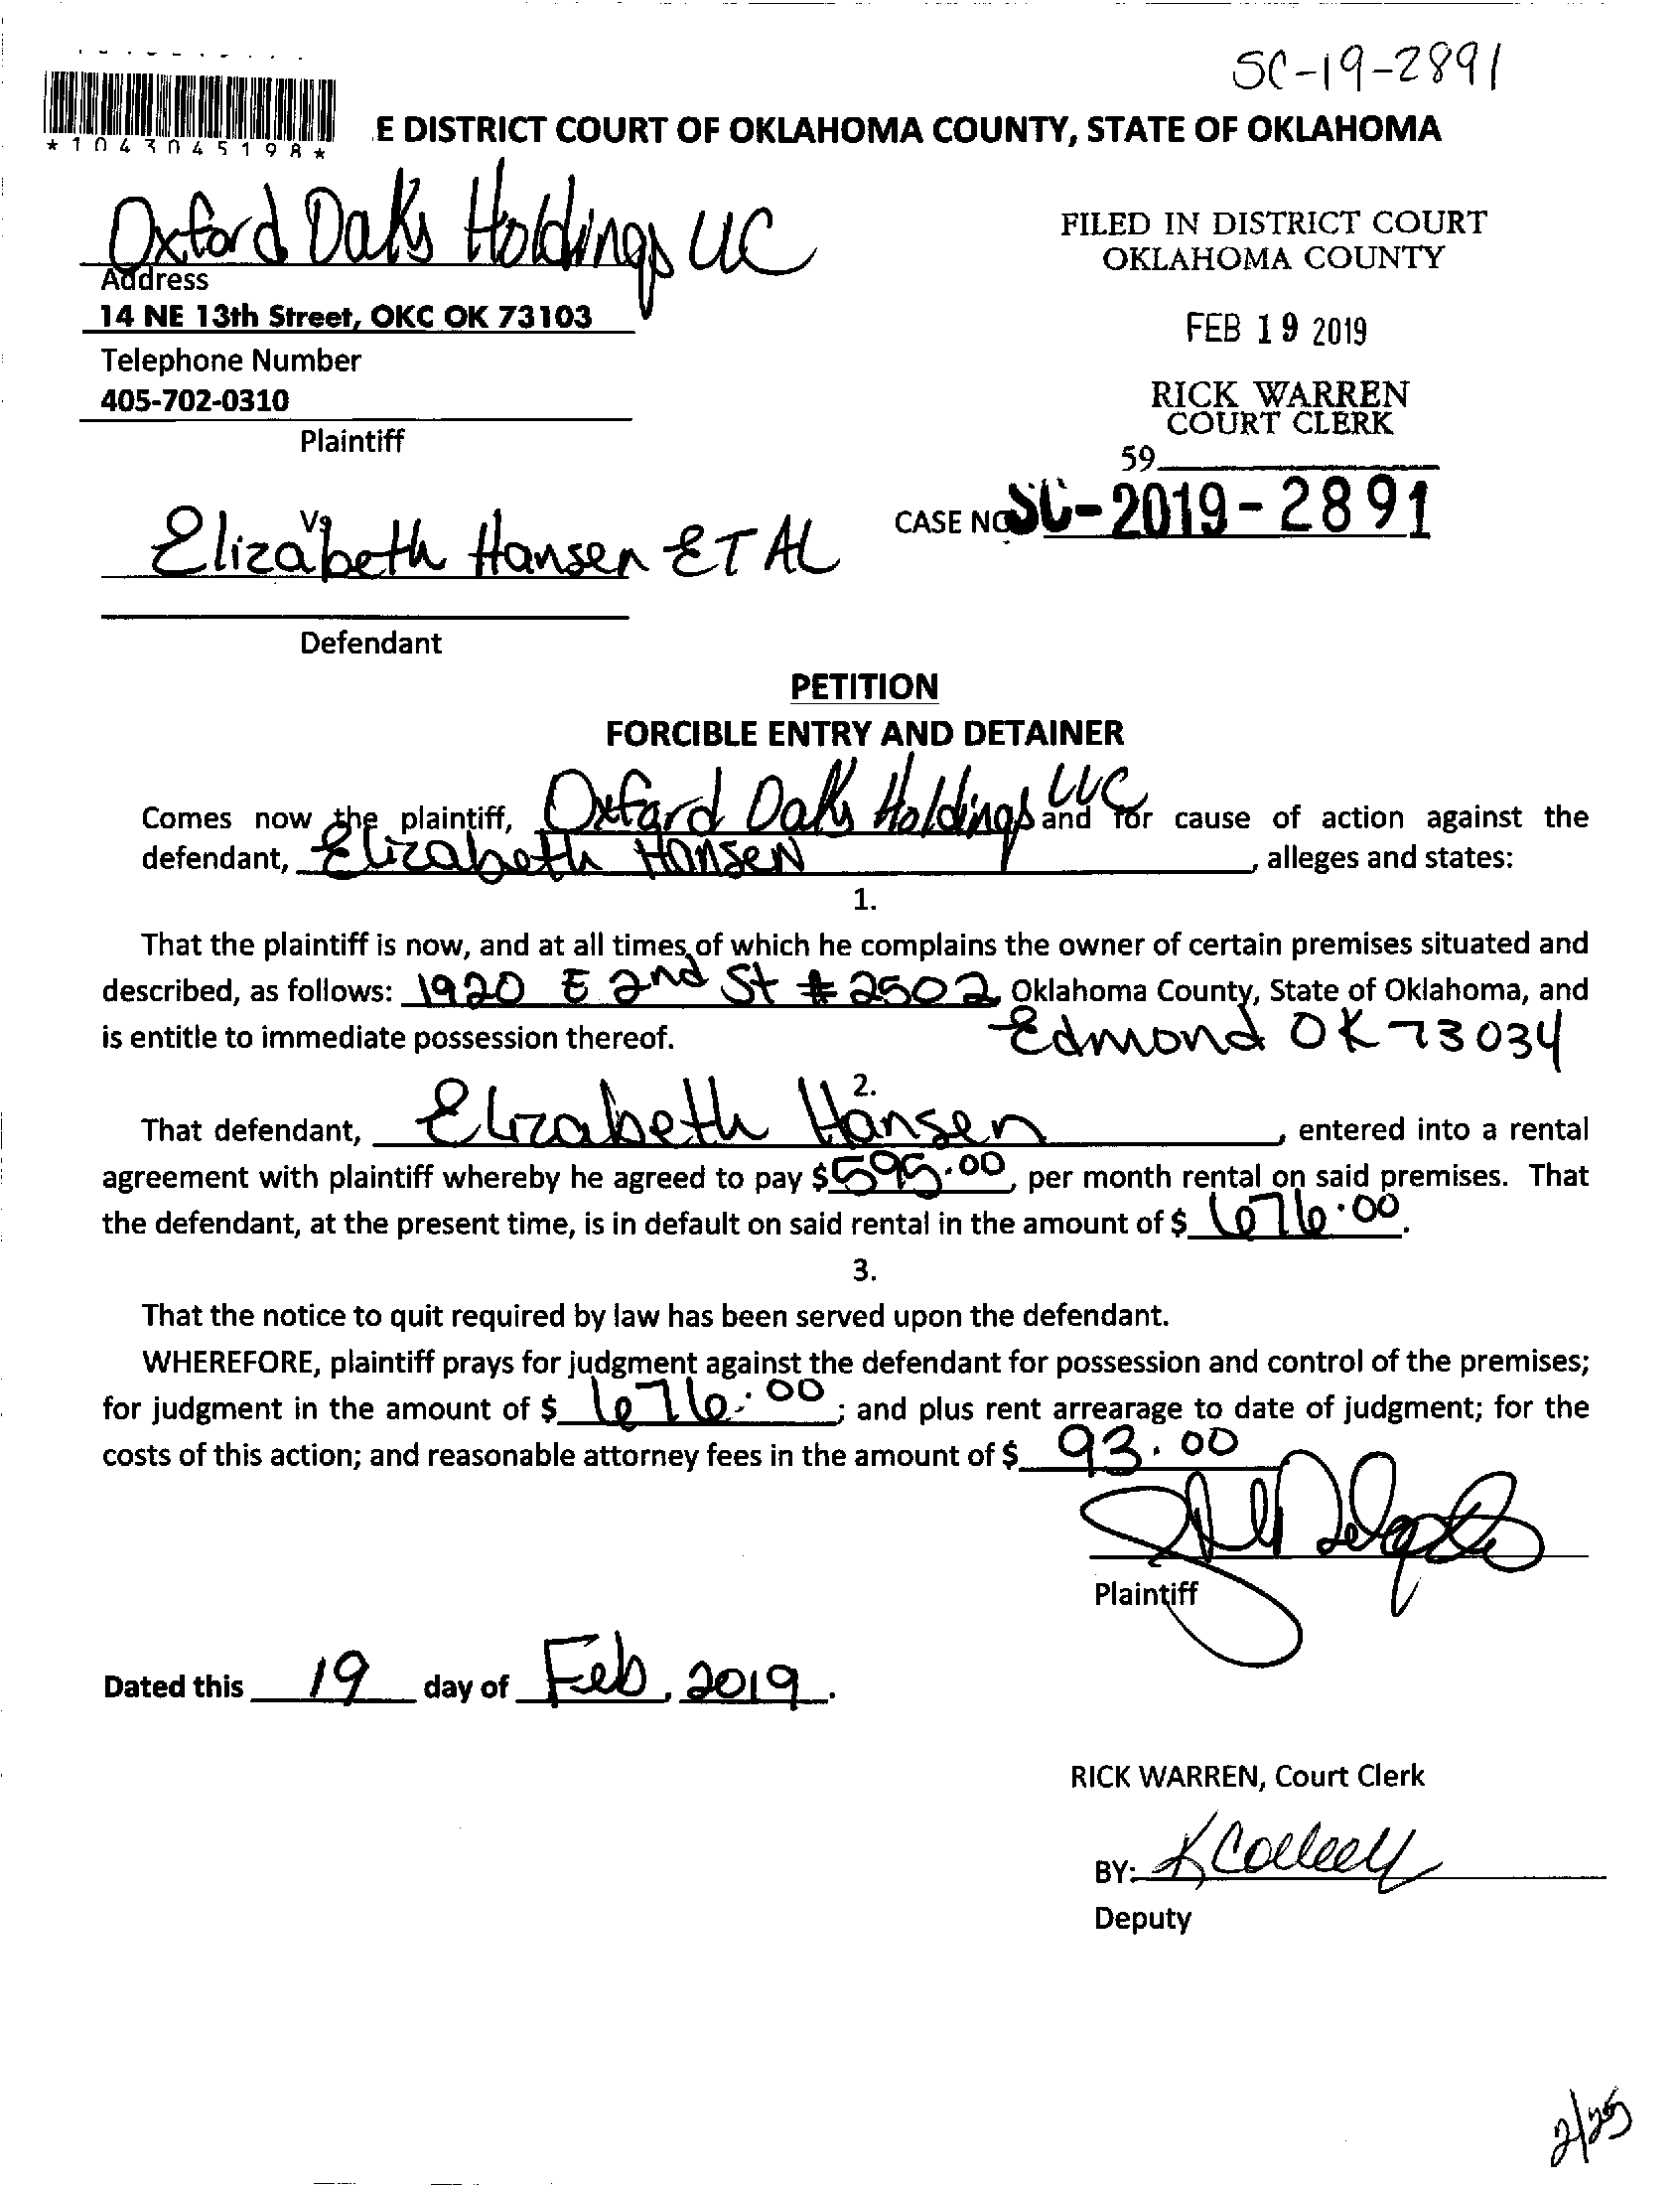 SC-19-2891
*1043045198*
E DISTRICT COURT OF OKLAHOMA COUNTY, STATE OF OKLAHOMA
Oxford Oaks Holdings LLC
Address
14 NE 13th Street, OKC OK 73103
Telephone Number
405-702-0310
Plaintiff
FILED IN DISTRICT COURT
OKLAHOMA COUNTY
FEB 19 2019
RICK WARREN
COURT CLERK
59
CASE NO SC-2019-2891
Vs
Elizabeth Hansen ET AL
Defendant
PETITION
FORCIBLE ENTRY AND DETAINER
Comes now the plaintiff, Oxford Oaks Holdings LLC and for cause of action against the
defendant, Elizabeth Hansen, alleges and states:
1.
That the plaintiff is now, and at all times of which he complains the owner of certain premises situated and
described, as follows: 1920 E 2nd St # 2502, Oklahoma County, State of Oklahoma, and
is entitle to immediate possession thereof. Edmond OK 73034
2.
That defendant, Elizabeth Hansen, entered into a rental
agreement with plaintiff whereby he agreed to pay $595.00, per month rental on said premises. That
the defendant, at the present time, is in default on said rental in the amount of $ 676.00.
3.
That the notice to quit required by law has been served upon the defendant.
WHEREFORE, plaintiff prays for judgment against the defendant for possession and control of the premises;
for judgment in the amount of $ 676.00; and plus rent arrearage to date of judgment; for the
costs of this action; and reasonable attorney fees in the amount of $ 93.00
Plaintiff
Dated this 19 day of Feb, 2019.
RICK WARREN, Court Clerk
BY:
Deputy
2/25